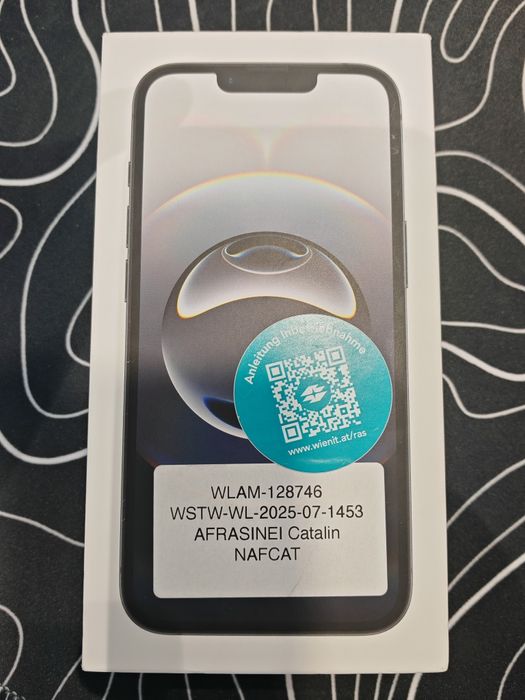 Anleitung Inbetriebnahme
www.wienit.at/ras
WLAM-128746
WSTW-WL-2025-07-1453
AFRASINEI Catalin
NAFCAT